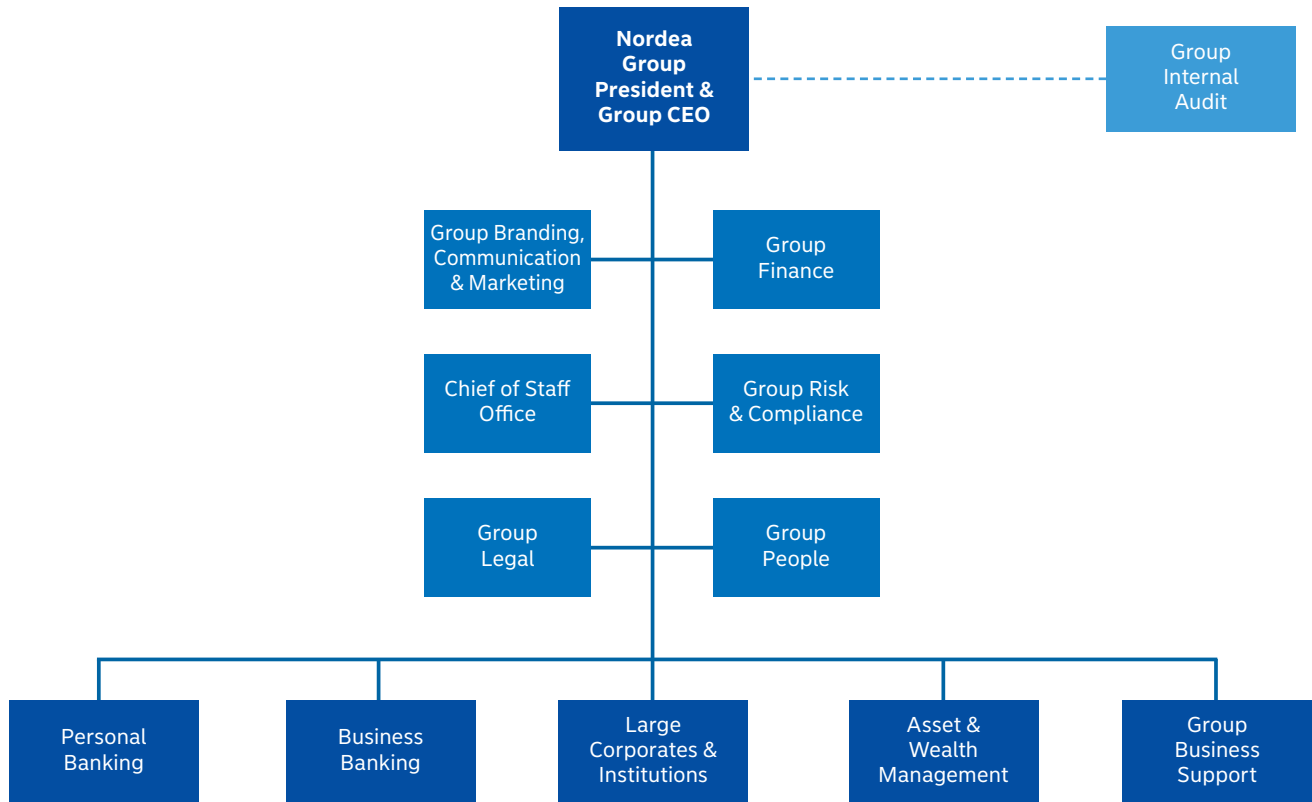 Nordea
Group
President &
Group CEO
Group
Internal
Audit
Group Branding,
Communication
& Marketing
Group
Finance
Chief of Staff
Office
Group Risk
& Compliance
Group
Legal
Group
People
Personal
Banking
Business
Banking
Large
Corporates &
Institutions
Asset &
Wealth
Management
Group
Business
Support